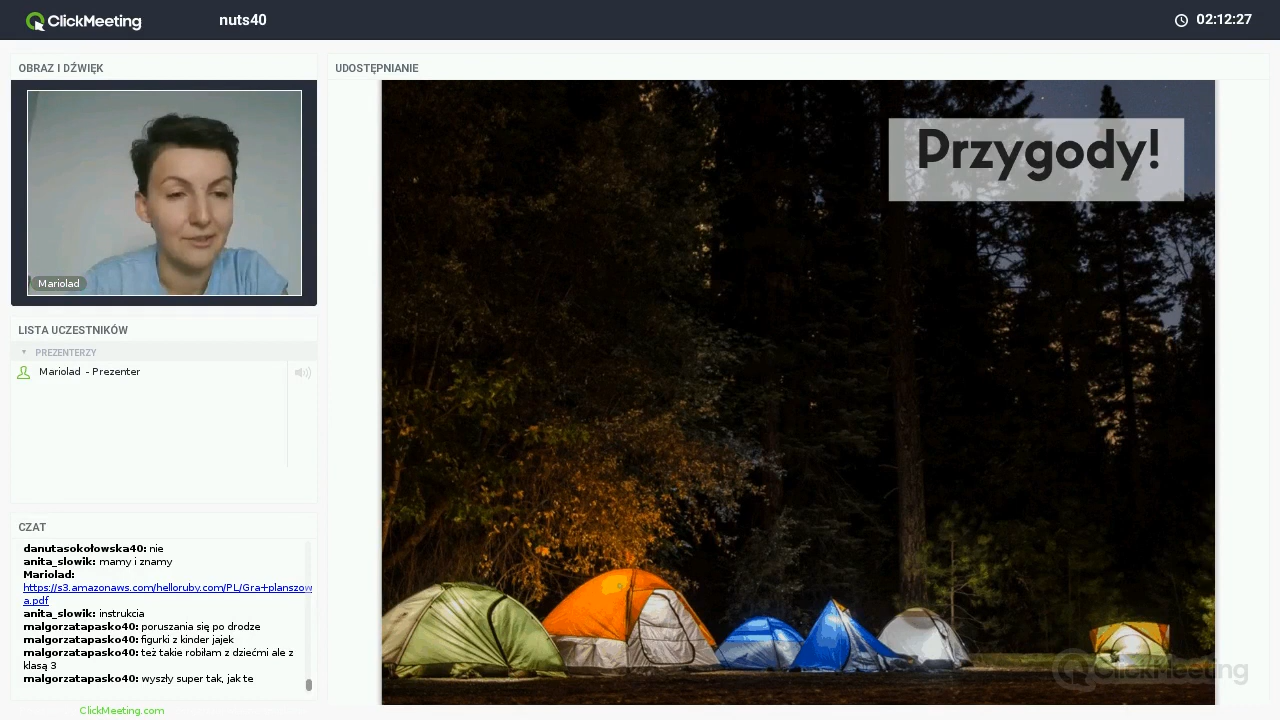 ClickMeeting
nuts40
02:12:27
OBRAZ I DŹWIĘK
Mariolad
LISTA UCZESTNIKÓW
PREZENTERZY
Mariolad - Prezenter
CZAT
danutasokołowska40: nie
anita_slowik: mamy i znamy
Mariolad:
https://s3.amazonaws.com/helloruby.com/PL/Gra+planszow
a.pdf
anita_slowik: instrukcja
malgorzatapasko40: poruszania się po drodze
malgorzatapasko40: figurki z kinder jajek
malgorzatapasko40: też takie robiłam z dziećmi ale z
klasą 3
malgorzatapasko40: wyszły super tak, jak te
ClickMeeting.com
UDOSTĘPNIANIE
Przygody!
ClickMeeting